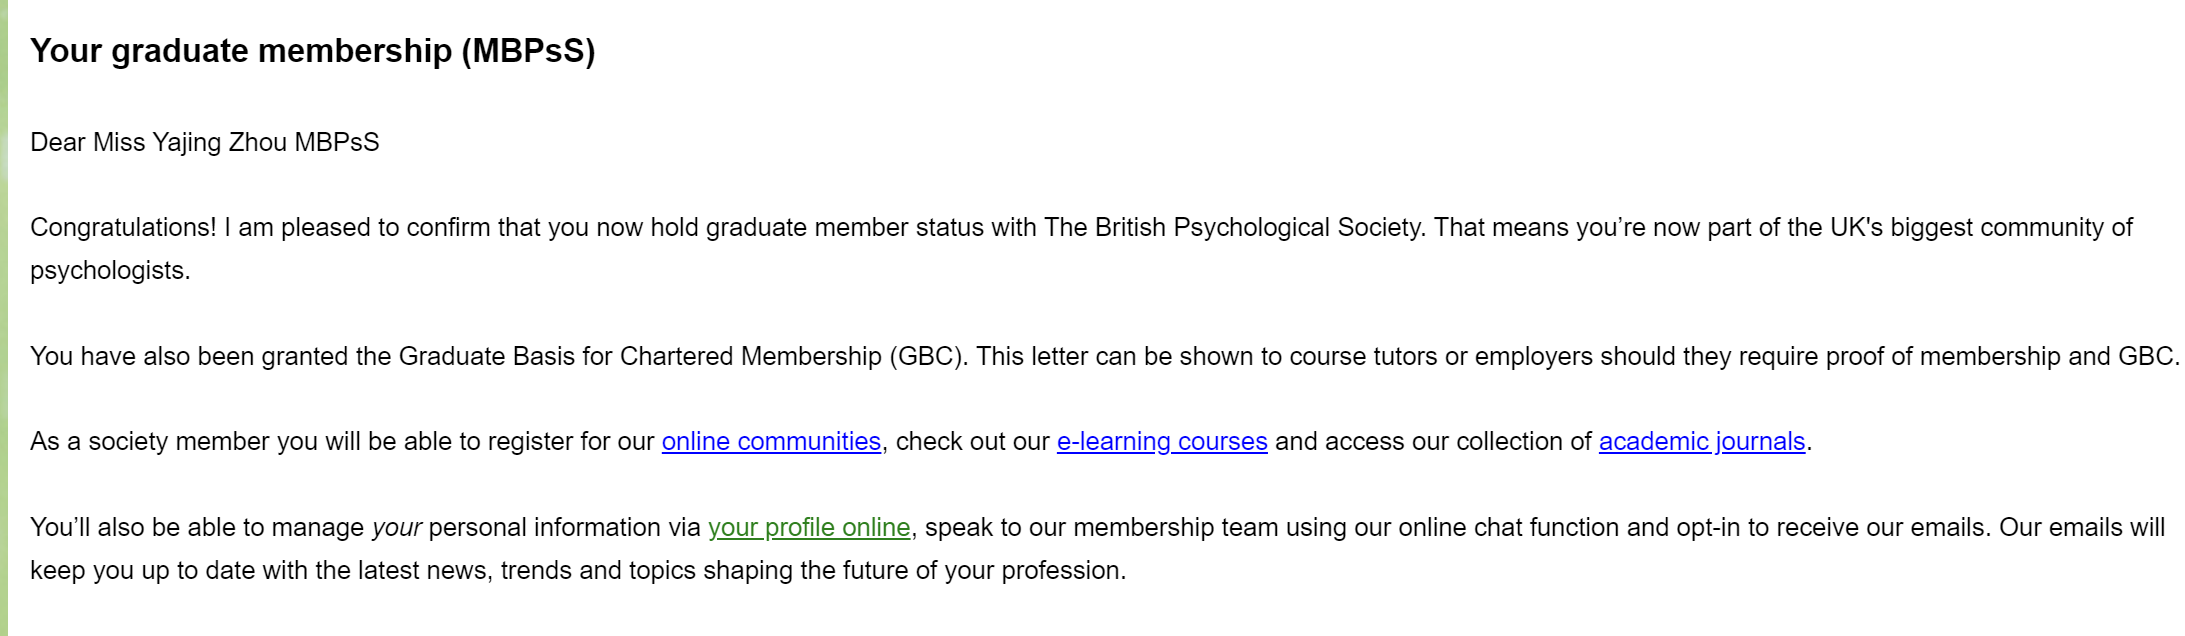 Your graduate membership (MBPsS)
Dear Miss Yajing Zhou MBPsS
Congratulations! I am pleased to confirm that you now hold graduate member status with The British Psychological Society. That means you’re now part of the UK's biggest community of
psychologists.
You have also been granted the Graduate Basis for Chartered Membership (GBC). This letter can be shown to course tutors or employers should they require proof of membership and GBC.
As a society member you will be able to register for our online communities, check out our e-learning courses and access our collection of academic journals.
You’ll also be able to manage your personal information via your profile online, speak to our membership team using our online chat function and opt-in to receive our emails. Our emails will
keep you up to date with the latest news, trends and topics shaping the future of your profession.